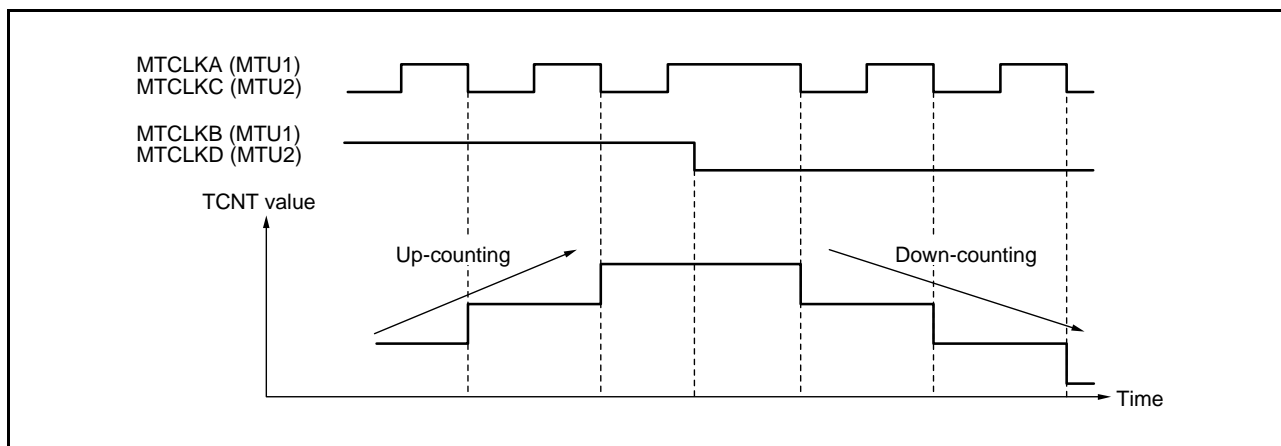 MTCLKA (MTU1)
MTCLKC (MTU2)
MTCLKB (MTU1)
MTCLKD (MTU2)
TCNT value
Up-counting
Down-counting
Time